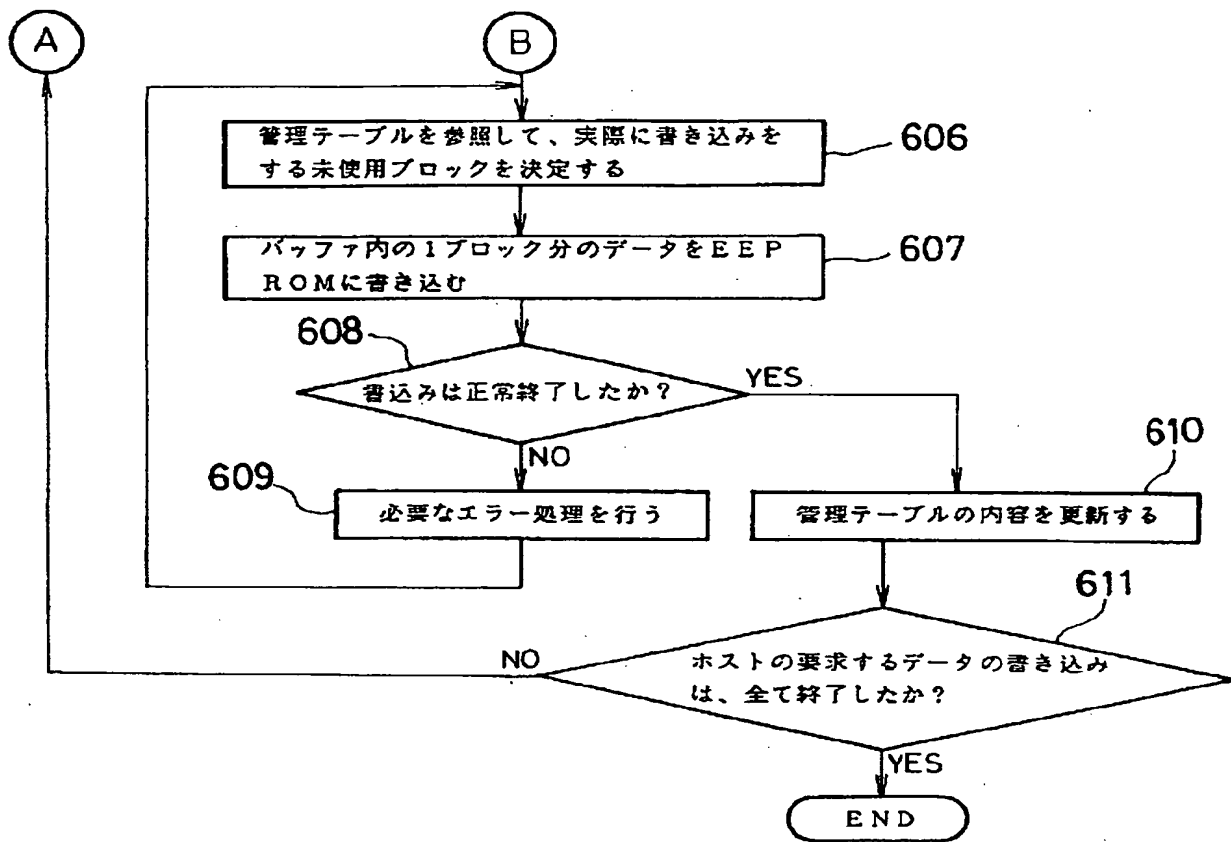 A
B
管理テーブルを参照して、実際に書き込みを
する未使用ブロックを決定する
606
バッファ内の1ブロック分のデータをEEP
ROMに書き込む
607
608
書込みは正常終了したか?
YES
NO
609
必要なエラー処理を行う
610
管理テーブルの内容を更新する
611
ホストの要求するデータの書き込み
は、全て終了したか?
NO
YES
END